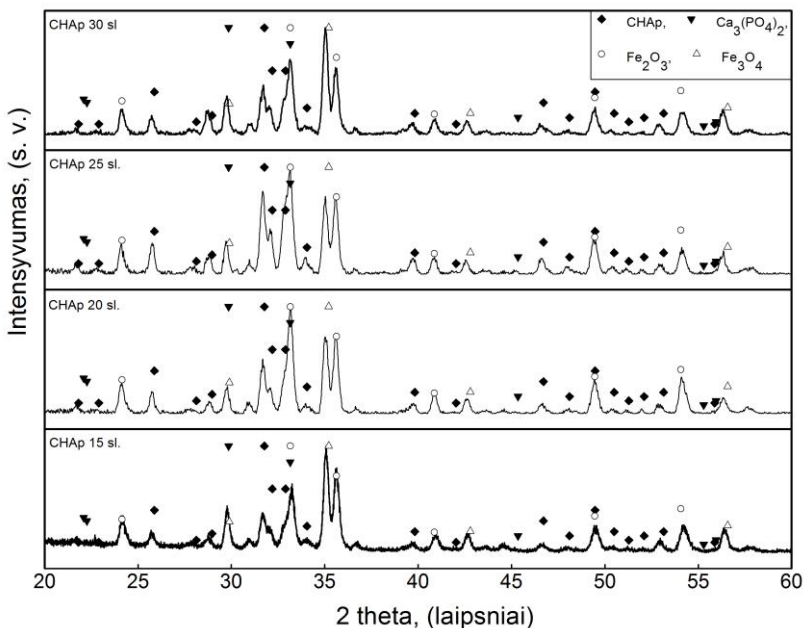 CHAp 30 sl.
◆ CHAp, ▼ Ca3(PO4)2,
○ Fe2O3, △ Fe3O4
CHAp 25 sl.
CHAp 20 sl.
CHAp 15 sl.
Intensyvumas, (s. v.)
20 25 30 35 40 45 50 55 60
2 theta, (laipsniai)